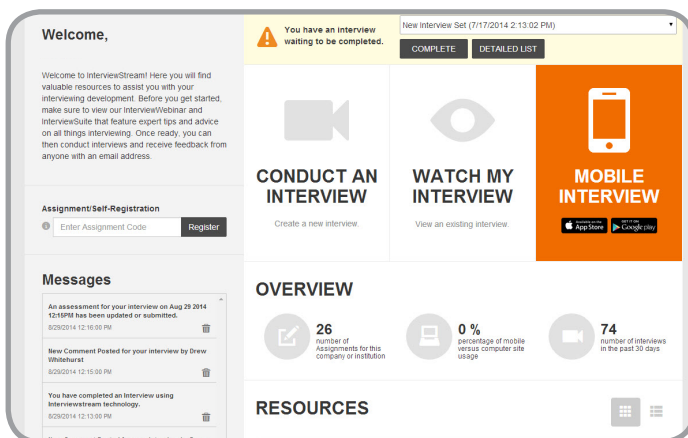 Welcome,
Welcome to InterviewStream! Here you will find
valuable resources to assist you with your
interviewing development. Before you get started,
make sure to view our InterviewWebinar and
InterviewSuite that feature expert tips and advice
on all things interviewing. Once ready, you can
then conduct interviews and receive feedback from
anyone with an email address.
Assignment/Self-Registration
Enter Assignment Code
Register
Messages
An assessment for your interview on Aug 29 2014
12:15PM has been updated or submitted.
8/29/2014 12:16:00 PM
New Comment Posted for your interview by Drew
Whitehurst
8/29/2014 12:15:00 PM
You have completed an Interview using
Interviewstream technology.
8/29/2014 12:13:00 PM
You have an interview
waiting to be completed.
New Interview Set (7/17/2014 2:13:02 PM)
COMPLETE
DETAILED LIST
CONDUCT AN
INTERVIEW
Create a new interview.
WATCH MY
INTERVIEW
View an existing interview.
MOBILE
INTERVIEW
Available on the
App Store
GET IT ON
Google play
OVERVIEW
26
number of
Assignments for this
company or institution
0 %
percentage of mobile
versus computer site
usage
74
number of interviews
in the past 30 days
RESOURCES